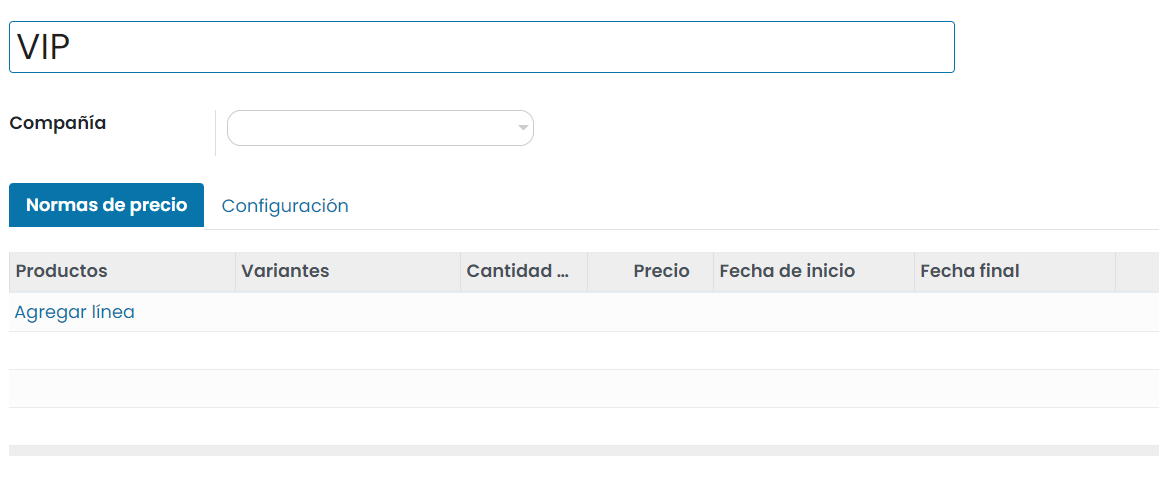 VIP
Compañía
Normas de precio Configuración
Productos Variantes Cantidad ... Precio Fecha de inicio Fecha final
Agregar línea